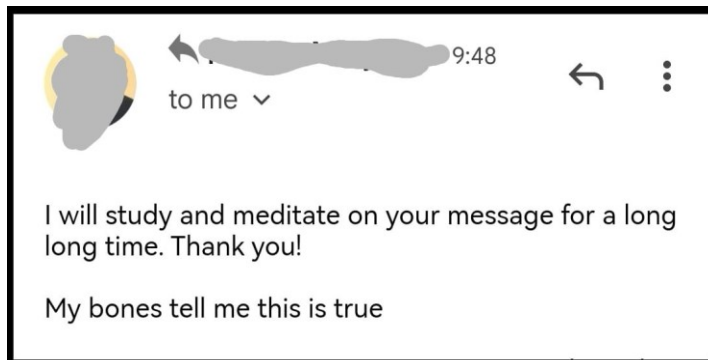 9:48
to me
I will study and meditate on your message for a long
long time. Thank you!
My bones tell me this is true